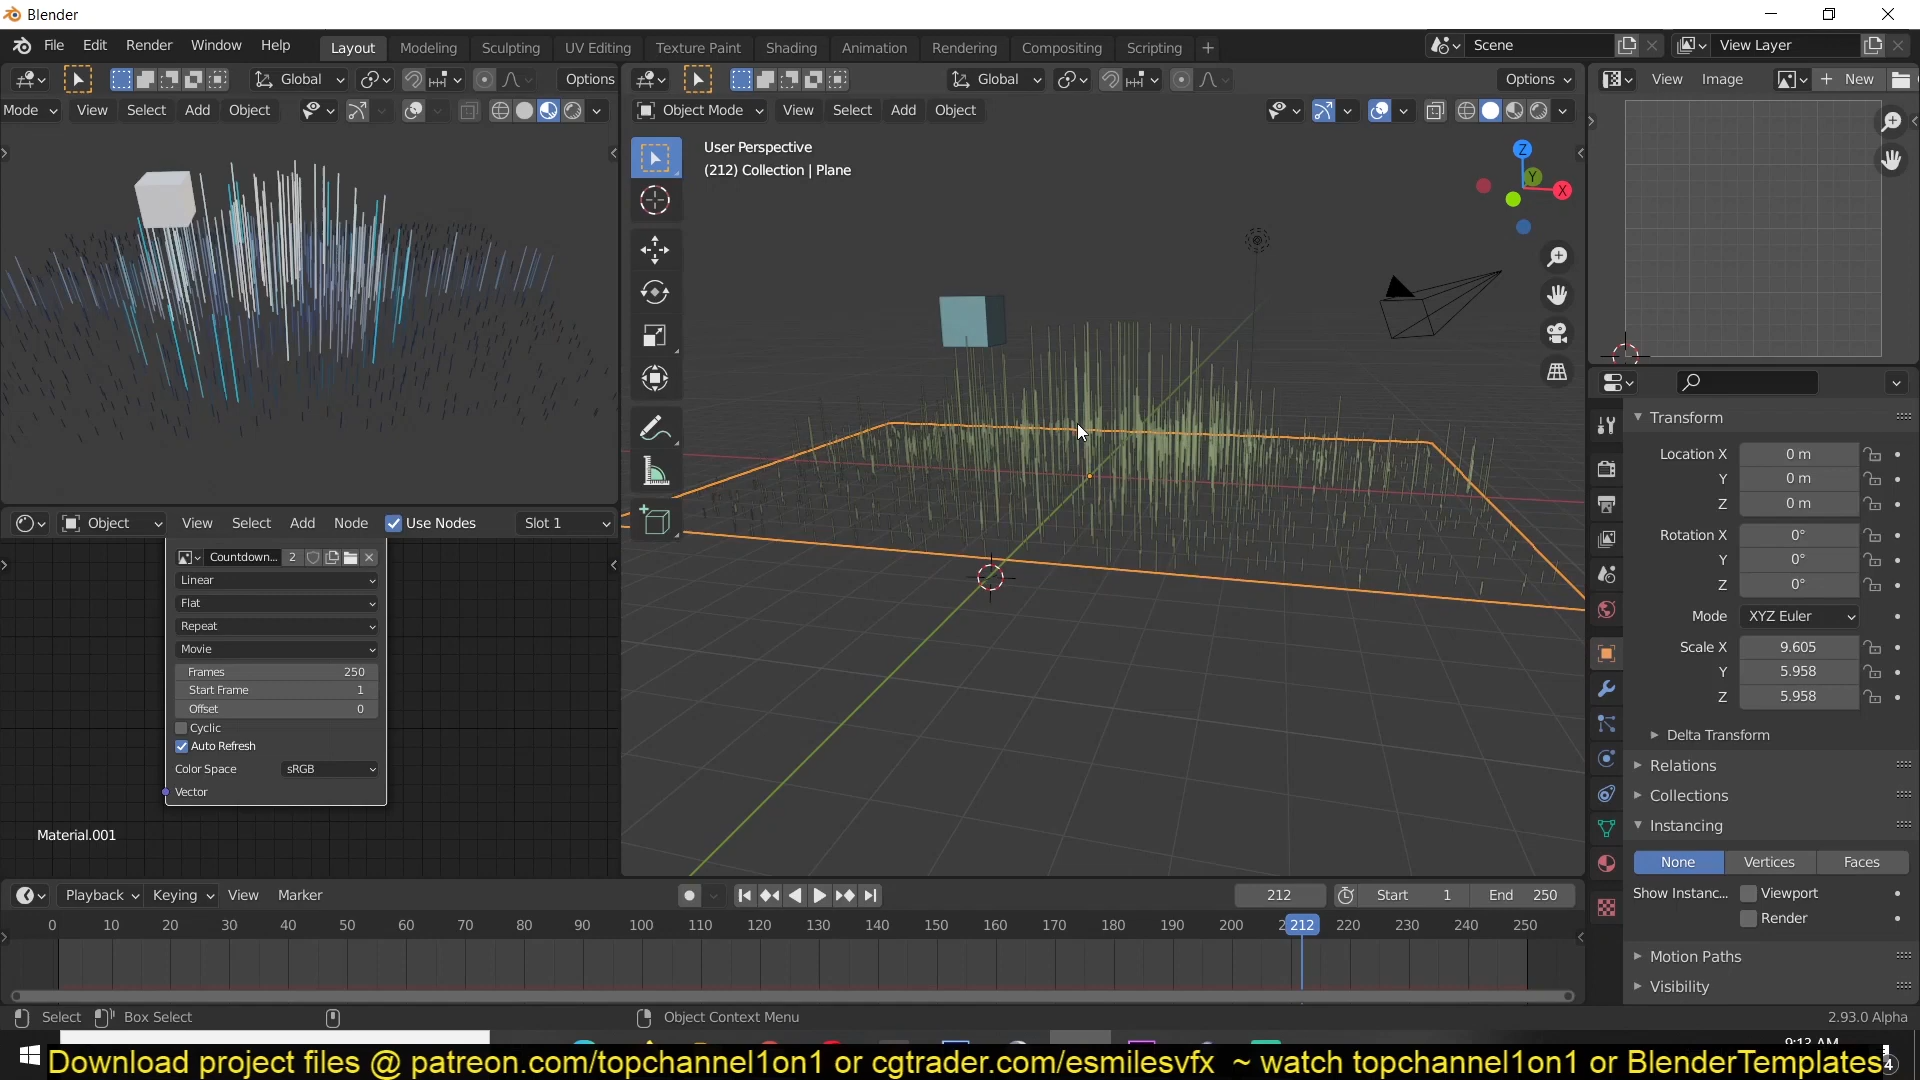 Blender
File Edit Render Window Help Layout Modeling Sculpting UV Editing Texture Paint Shading Animation Rendering Compositing Scripting + Scene View Layer
Global Options Global Options View Image New
Mode View Select Add Object Object Mode View Select Add Object
User Perspective
(212) Collection | Plane
Z
Y
X
Transform
Location X 0 m
Y 0 m
Z 0 m
Rotation X 0°
Y 0°
Z 0°
Mode XYZ Euler
Scale X 9.605
Y 5.958
Z 5.958
Delta Transform
Relations
Collections
Instancing
None Vertices Faces
Show Instanc... Viewport
Render
Motion Paths
Visibility
Object View Select Add Node Use Nodes Slot 1
Countdown... 2
Linear
Flat
Repeat
Movie
Frames 250
Start Frame 1
Offset 0
Cyclic
Auto Refresh
Color Space sRGB
Vector
Material.001
Playback Keying View Marker 212 Start 1 End 250
0 10 20 30 40 50 60 70 80 90 100 110 120 130 140 150 160 170 180 190 200 212 220 230 240 250
Select Box Select Object Context Menu 2.93.0 Alpha
Download project files @ patreon.com/topchannel1on1 or cgtrader.com/esmilesvfx ~ watch topchannel1on1 or BlenderTemplates